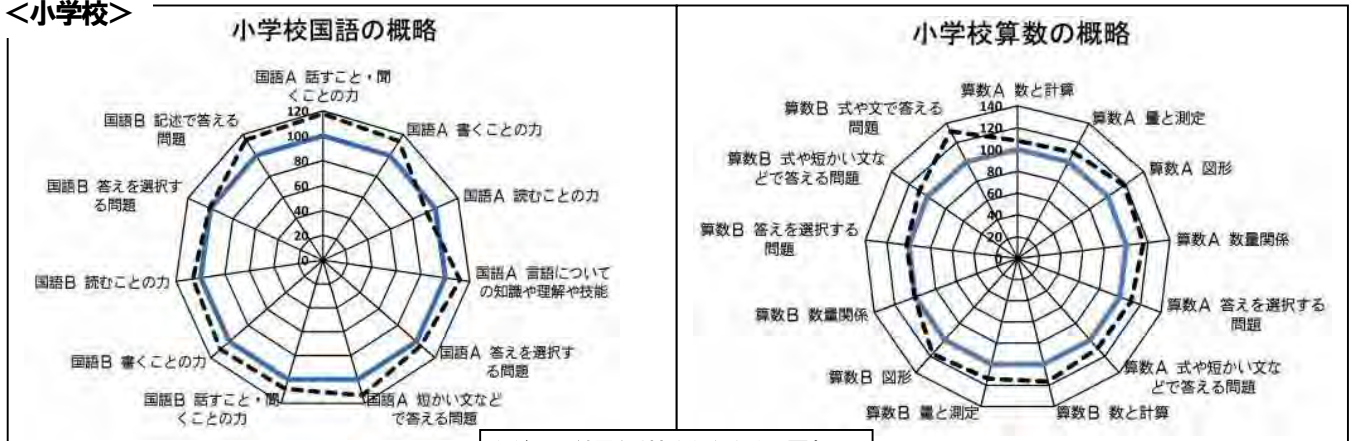 ＜小学校＞
小学校国語の概略
国語A 話すこと・聞
くことの力
国語A 書くことの力
国語A 読むことの力
国語A 言語について
の知識や理解や技能
国語A 答えを選択す
る問題
国語A 短かい文など
で答える問題
国語B 話すこと・聞
くことの力
国語B 書くことの力
国語B 読むことの力
国語B 答えを選択す
る問題
国語B 記述で答える
問題
120
100
80
60
40
20
0
小学校算数の概略
算数A 数と計算
算数A 量と測定
算数A 図形
算数A 数量関係
算数A 答えを選択する
問題
算数A 式や短かい文な
どで答える問題
算数B 数と計算
算数B 量と測定
算数B 図形
算数B 数量関係
算数B 答えを選択する
問題
算数B 式や短かい文な
どで答える問題
算数B 式や文で答える
問題
140
120
100
80
60
40
20
0